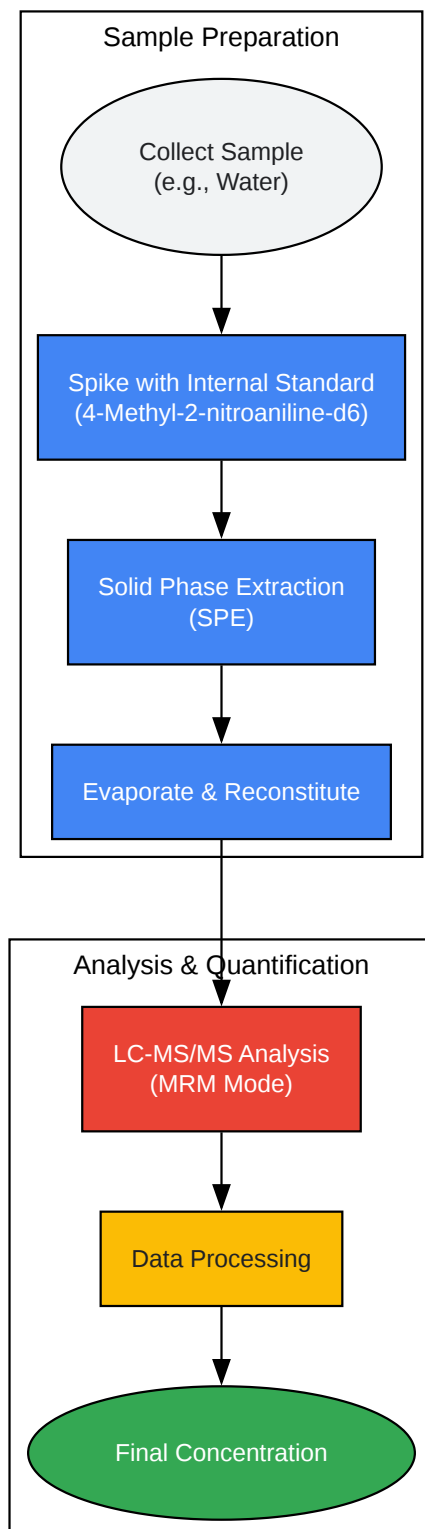 Sample Preparation
Collect Sample
(e.g., Water)
Spike with Internal Standard
(4-Methyl-2-nitroaniline-d6)
Solid Phase Extraction
(SPE)
Evaporate & Reconstitute
Analysis & Quantification
LC-MS/MS Analysis
(MRM Mode)
Data Processing
Final Concentration